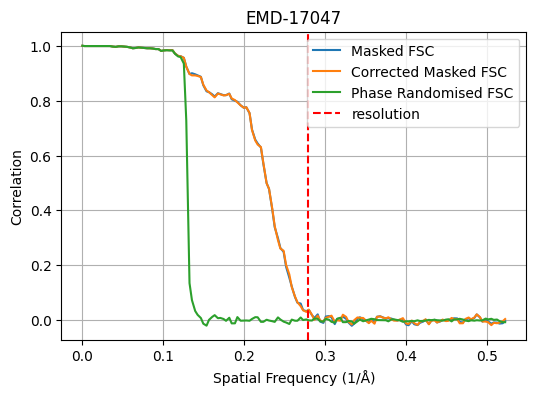 EMD-17047
Masked FSC
Corrected Masked FSC
Phase Randomised FSC
resolution
Correlation
1.0
0.8
0.6
0.4
0.2
0.0
0.0 0.1 0.2 0.3 0.4 0.5
Spatial Frequency (1/Å)